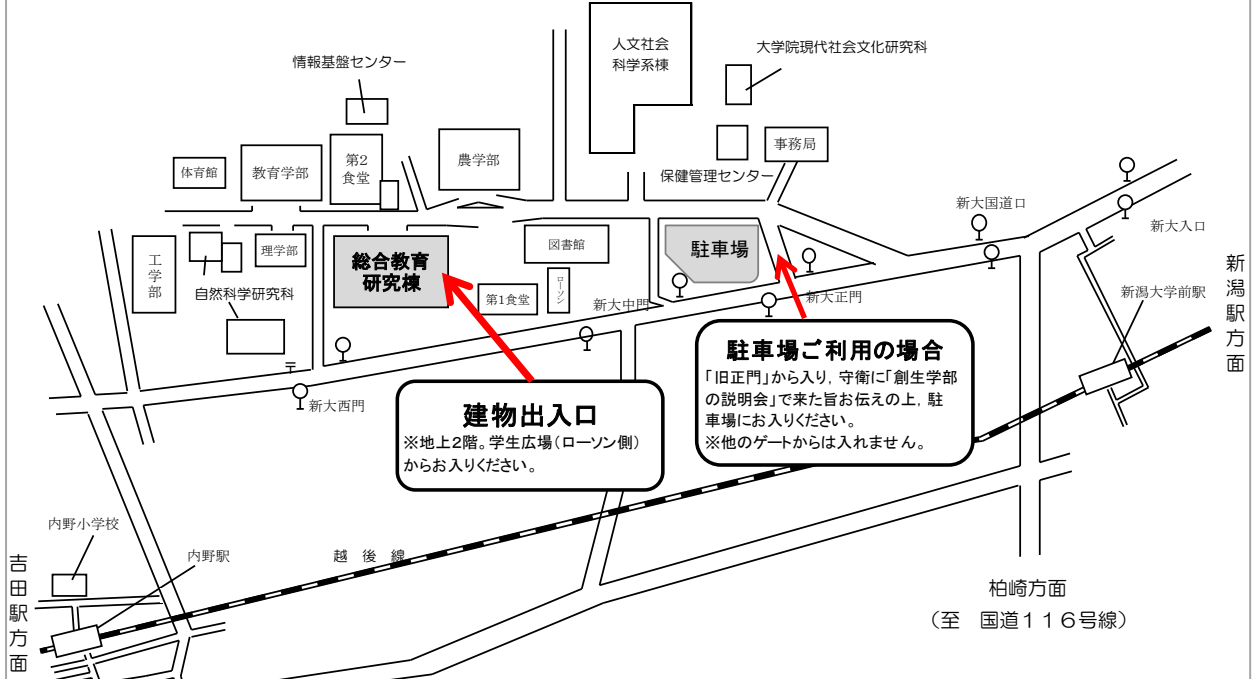 人文社会
科学系棟
大学院現代社会文化研究科
情報基盤センター
事務局
体育館
教育学部
第2
食堂
農学部
保健管理センター
新大国道口
新大入口
工学部
理学部
自然科学研究科
総合教育
研究棟
図書館
ローソン
第1食堂
駐車場
新大中門
新大正門
新潟大学前駅
新潟駅方面
〒
新大西門
建物出入口
※地上2階。学生広場(ローソン側)
からお入りください。
駐車場ご利用の場合
「旧正門」から入り, 守衛に「創生学部
の説明会」で来た旨お伝えの上, 駐
車場にお入りください。
※他のゲートからは入れません。
内野小学校
内野駅
越後線
吉田駅方面
柏崎方面
(至 国道116号線)